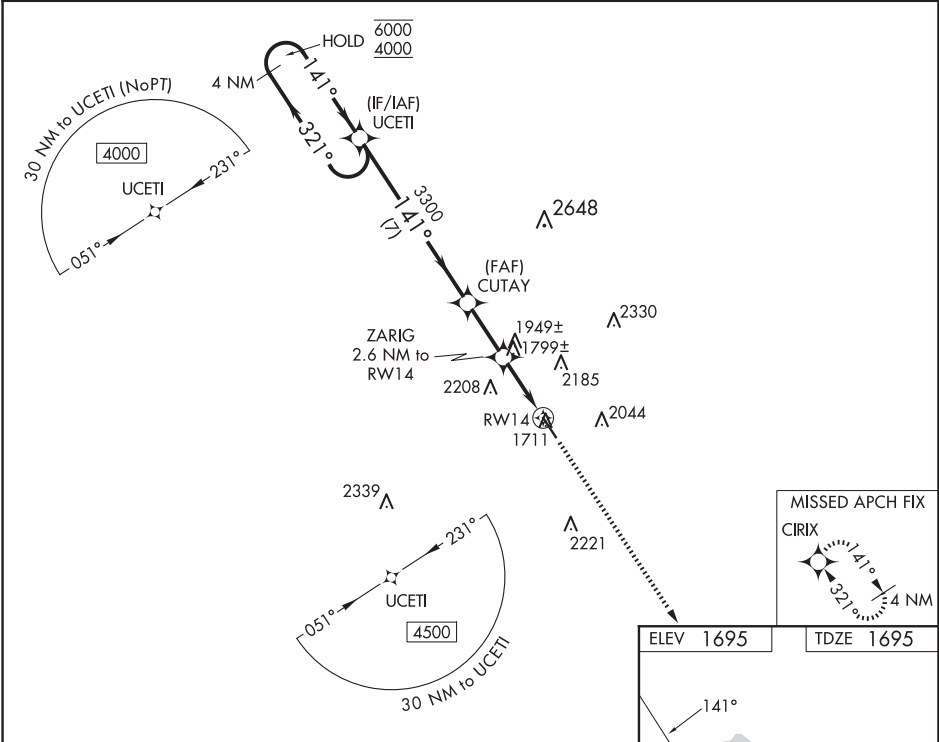 HOLD 6000
4000
4 NM
141°
321°
(IF/IAF)
UCETI
30 NM to UCETI (NoPT)
4000
UCETI
231°
051°
3300
141°
(7)
2648
(FAF)
CUTAY
2330
1949±
1799±
ZARIG
2.6 NM to
RW14
2185
2208
2044
RW14
1711
2339
2221
231°
UCETI
051°
4500
30 NM to UCETI
MISSED APCH FIX
CIRIX
141°
321°
4 NM
ELEV 1695
TDZE 1695
141°